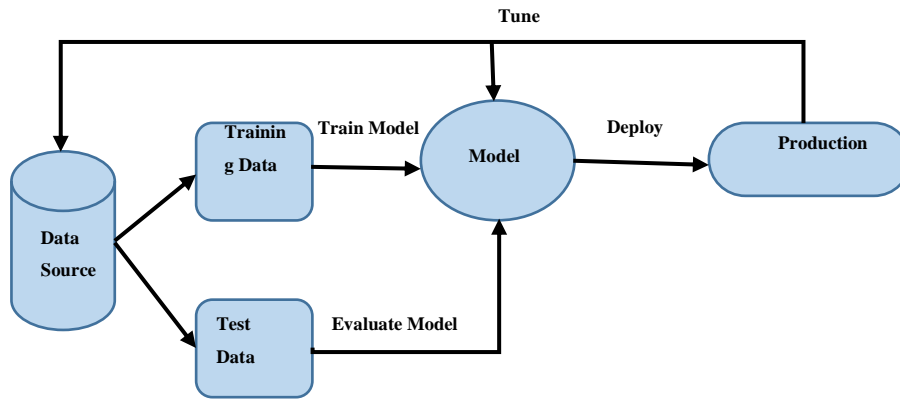 Tune
Trainin
g Data
Train Model
Model
Deploy
Production
Data
Source
Test
Data
Evaluate Model